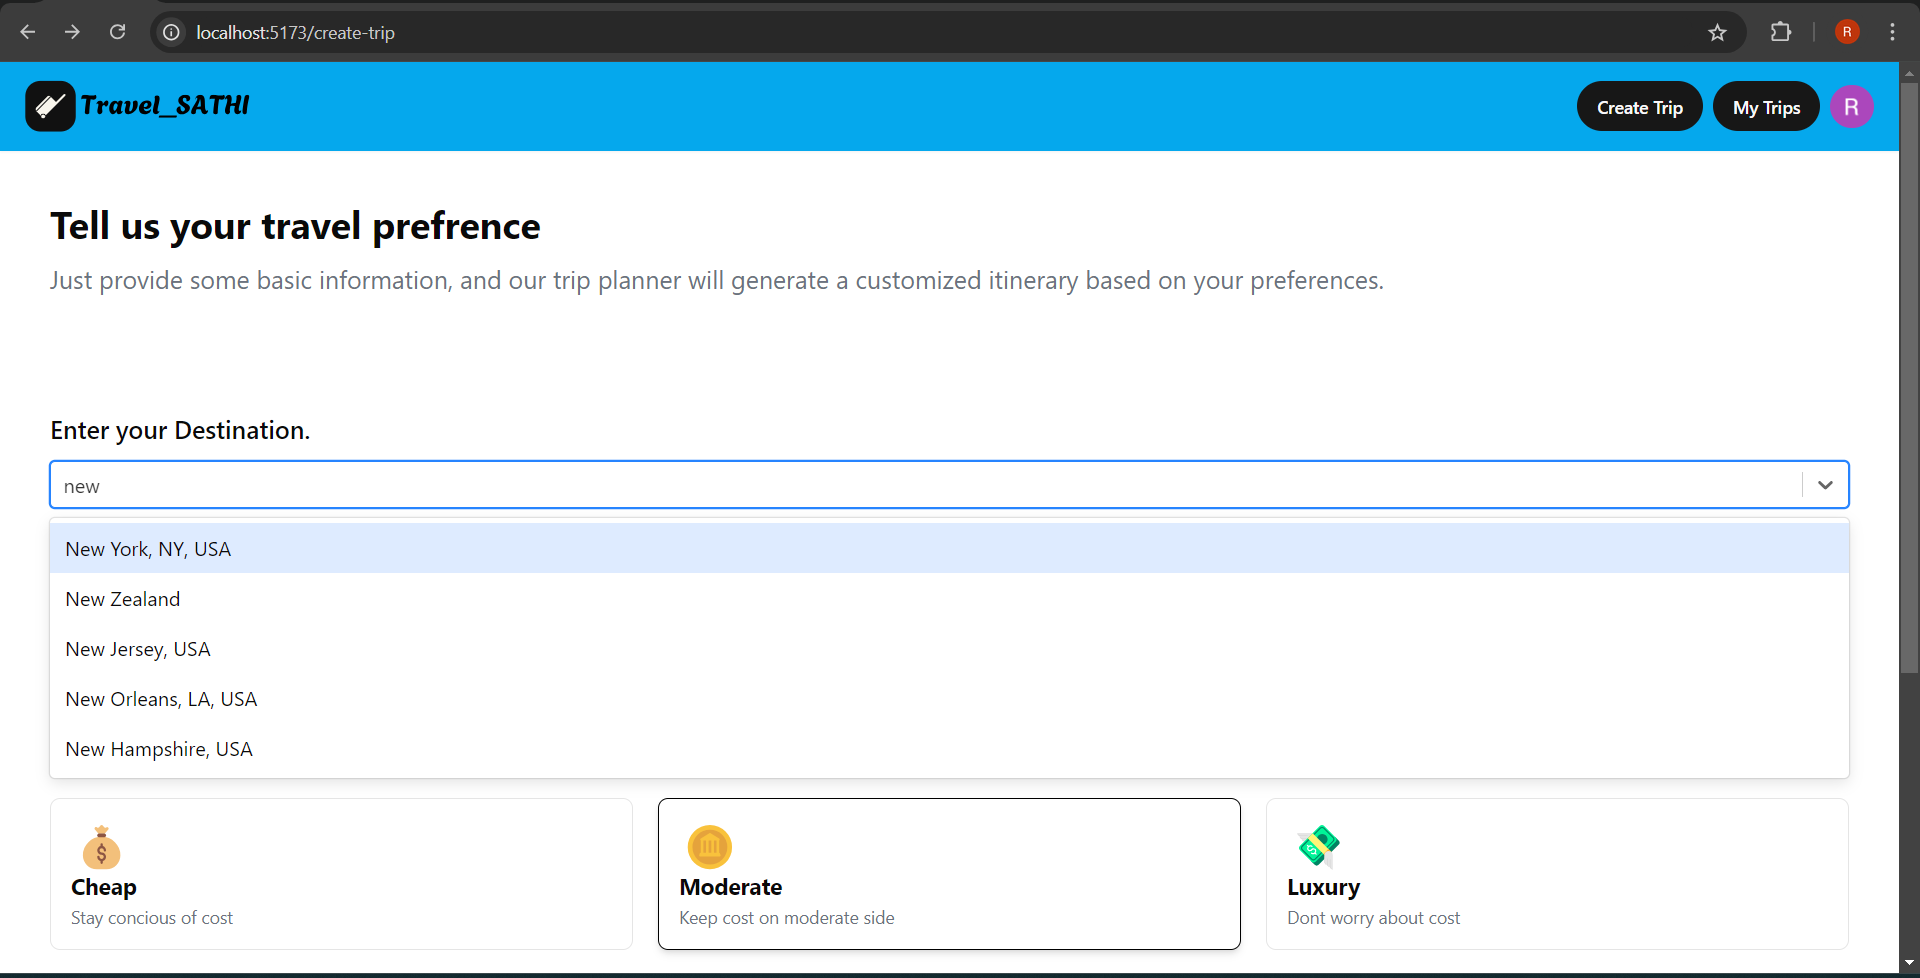 localhost:5173/create-trip
R
Travel_SATHI
Create Trip
My Trips
R
Tell us your travel prefrence
Just provide some basic information, and our trip planner will generate a customized itinerary based on your preferences.
Enter your Destination.
new
New York, NY, USA
New Zealand
New Jersey, USA
New Orleans, LA, USA
New Hampshire, USA
$
Cheap
Stay concious of cost
Moderate
Keep cost on moderate side
Luxury
Dont worry about cost